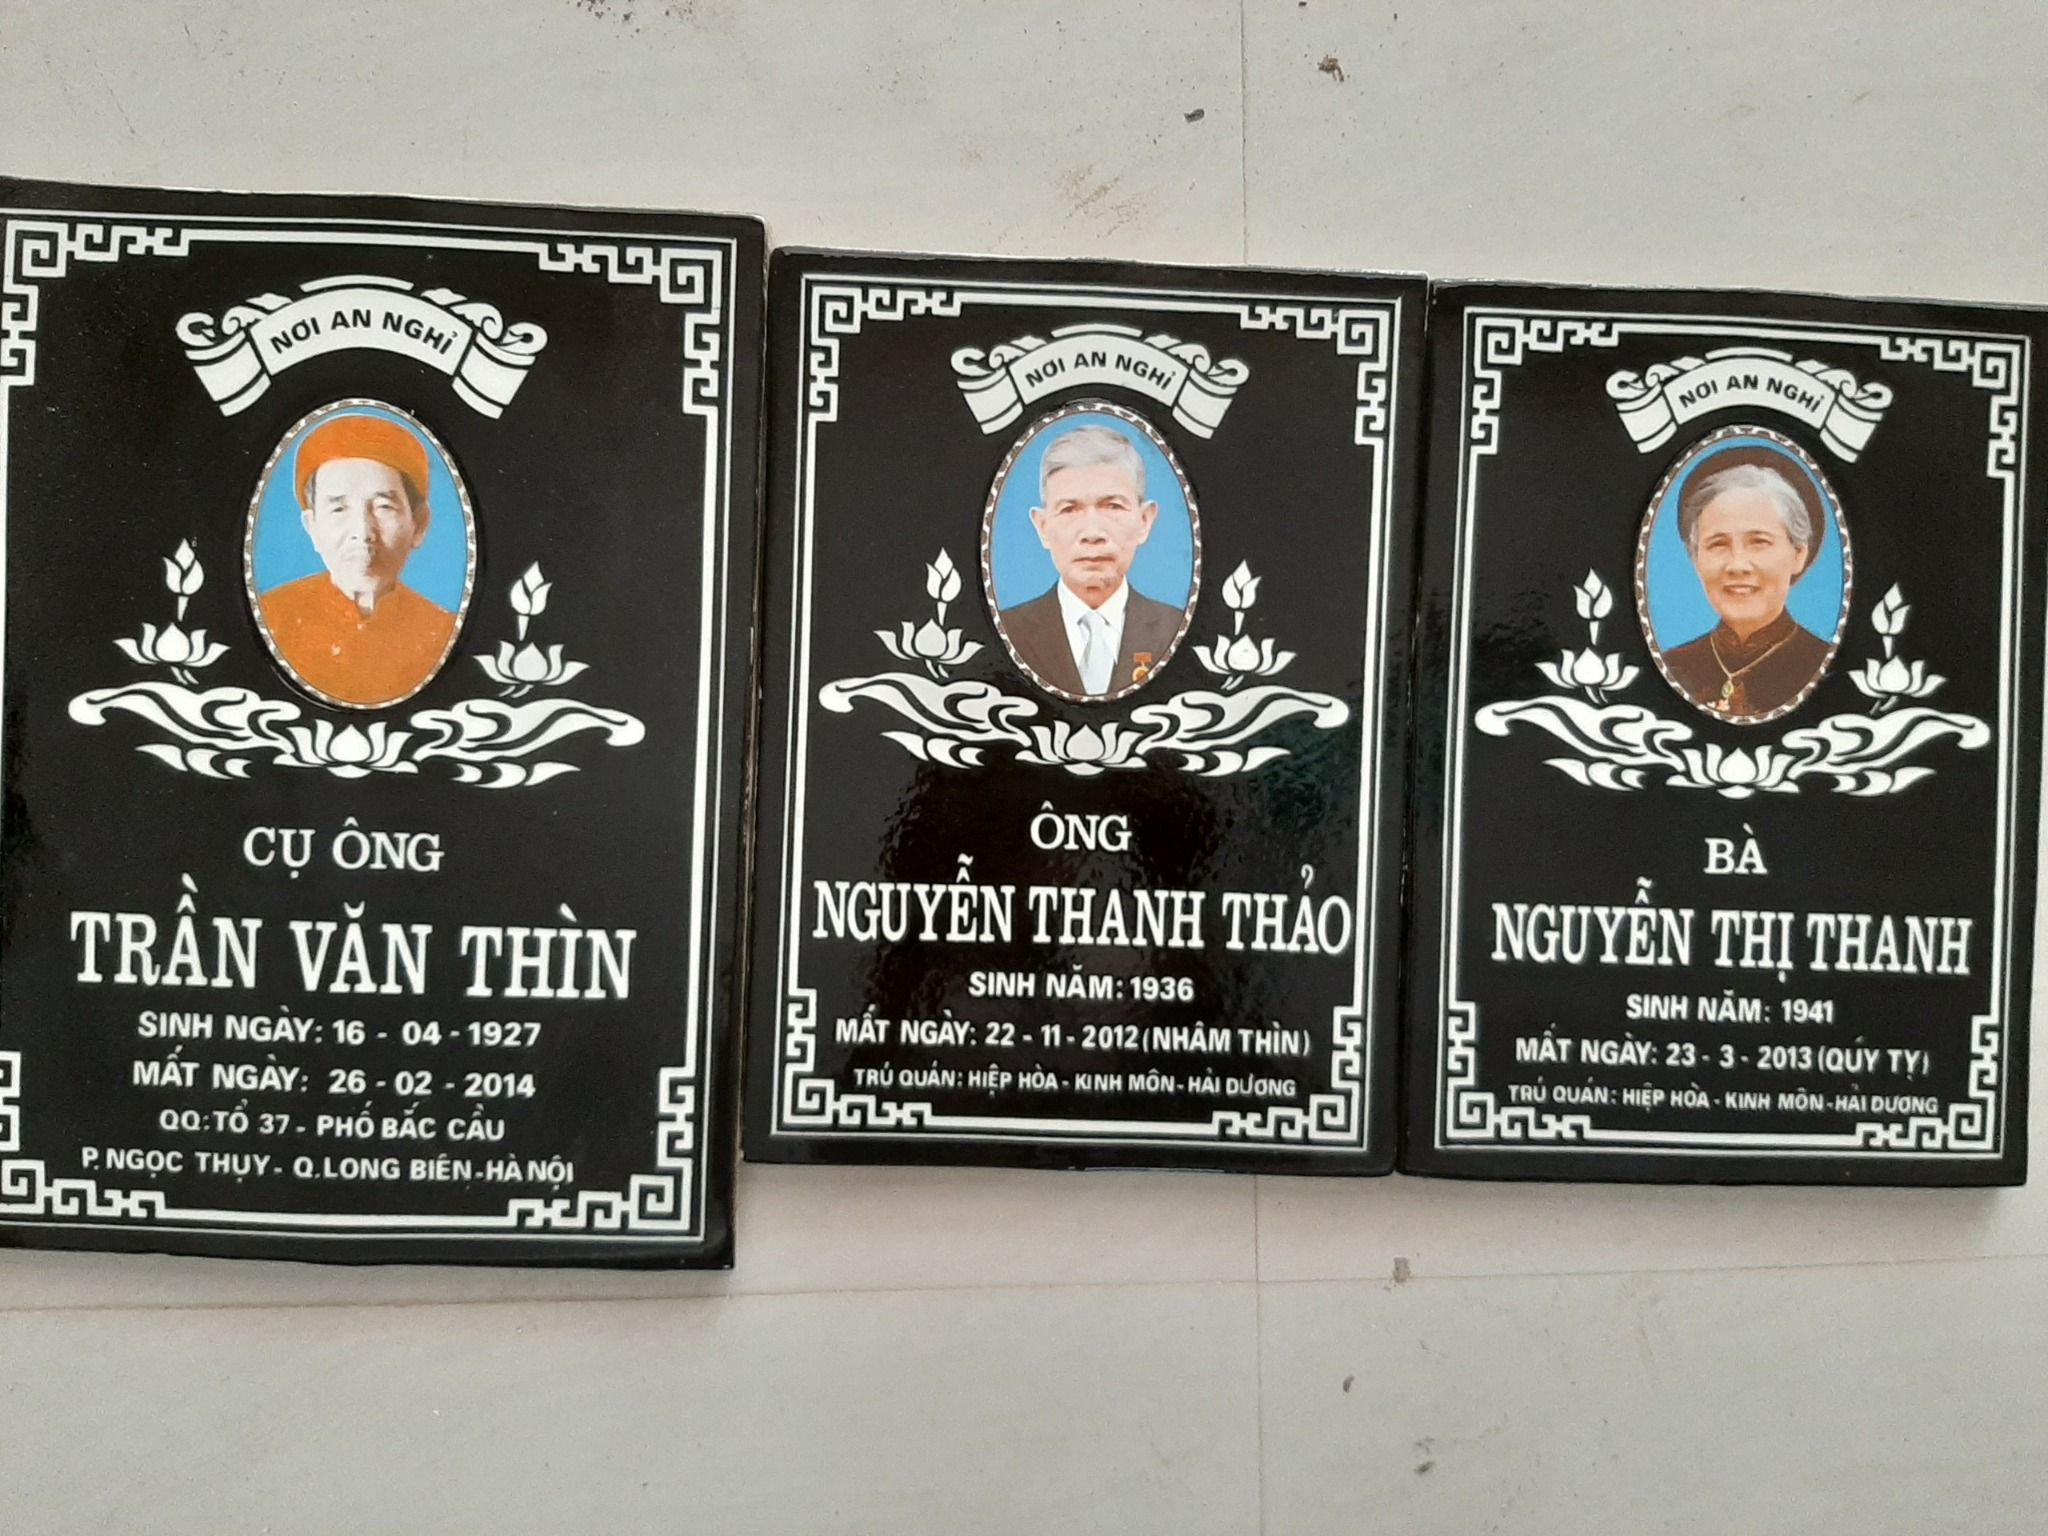 NƠI AN NGHỈ
CỤ ÔNG
TRẦN VĂN THÌN
SINH NGÀY: 16 - 04 - 1927
MẤT NGÀY: 26 - 02 - 2014
QQ: TỔ 37 - PHỐ BẮC CẦU
P. NGỌC THỤY - Q. LONG BIÊN - HÀ NỘI
NƠI AN NGHỈ
ÔNG
NGUYỄN THANH THẢO
SINH NĂM: 1936
MẤT NGÀY: 22 - 11 - 2012 (NHÂM THÌN)
TRÚ QUÁN: HIỆP HÒA - KINH MÔN - HẢI DƯƠNG
NƠI AN NGHỈ
BÀ
NGUYỄN THỊ THANH
SINH NĂM: 1941
MẤT NGÀY: 23 - 3 - 2013 (QÚY TỴ)
TRÚ QUÁN: HIỆP HÒA - KINH MÔN - HẢI DƯƠNG